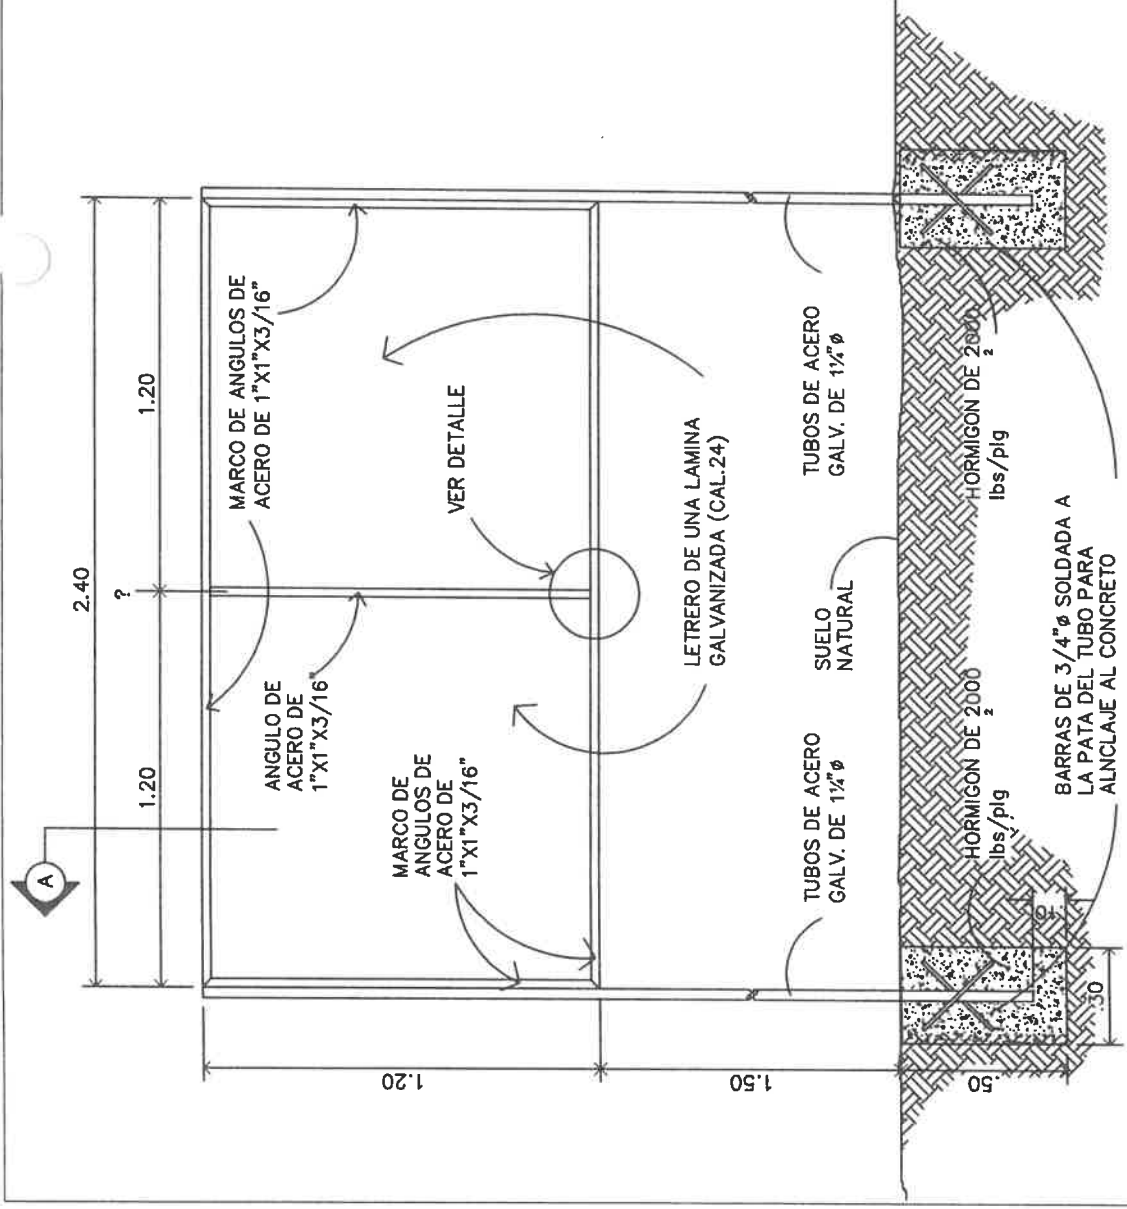 A
2.40
1.20
?
1.20
MARCO DE ANGULOS DE
ACERO DE 1"X1"X3/16"
ANGULO DE
ACERO DE
1"X1"X3/16"
VER DETALLE
MARCO DE
ANGULOS DE
ACERO DE
1"X1"X3/16"
LETRERO DE UNA LAMINA
GALVANIZADA (CAL.24)
TUBOS DE ACERO
GALV. DE 1¼"ø
SUELO
NATURAL
TUBOS DE ACERO
GALV. DE 1¼"ø
HORMIGON DE 2000
lbs/plg2
HORMIGON DE 2000
lbs/plg2
BARRAS DE 3/4"ø SOLDADA A
LA PATA DEL TUBO PARA
ALNCLAJE AL CONCRETO
1.20
1.50
.50
.10
.30